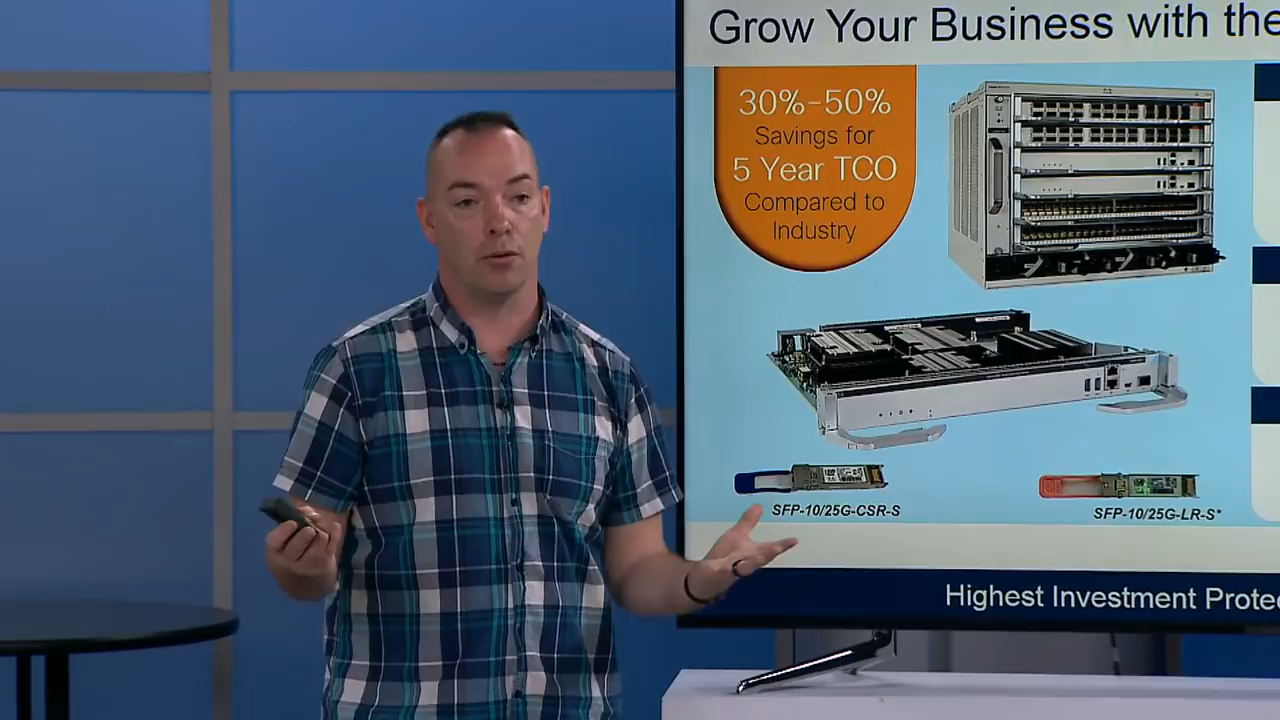 Grow Your Business with the
30%-50%
Savings for
5 Year TCO
Compared to
Industry
SFP-10/25G-CSR-S
SFP-10/25G-LR-S*
Highest Investment